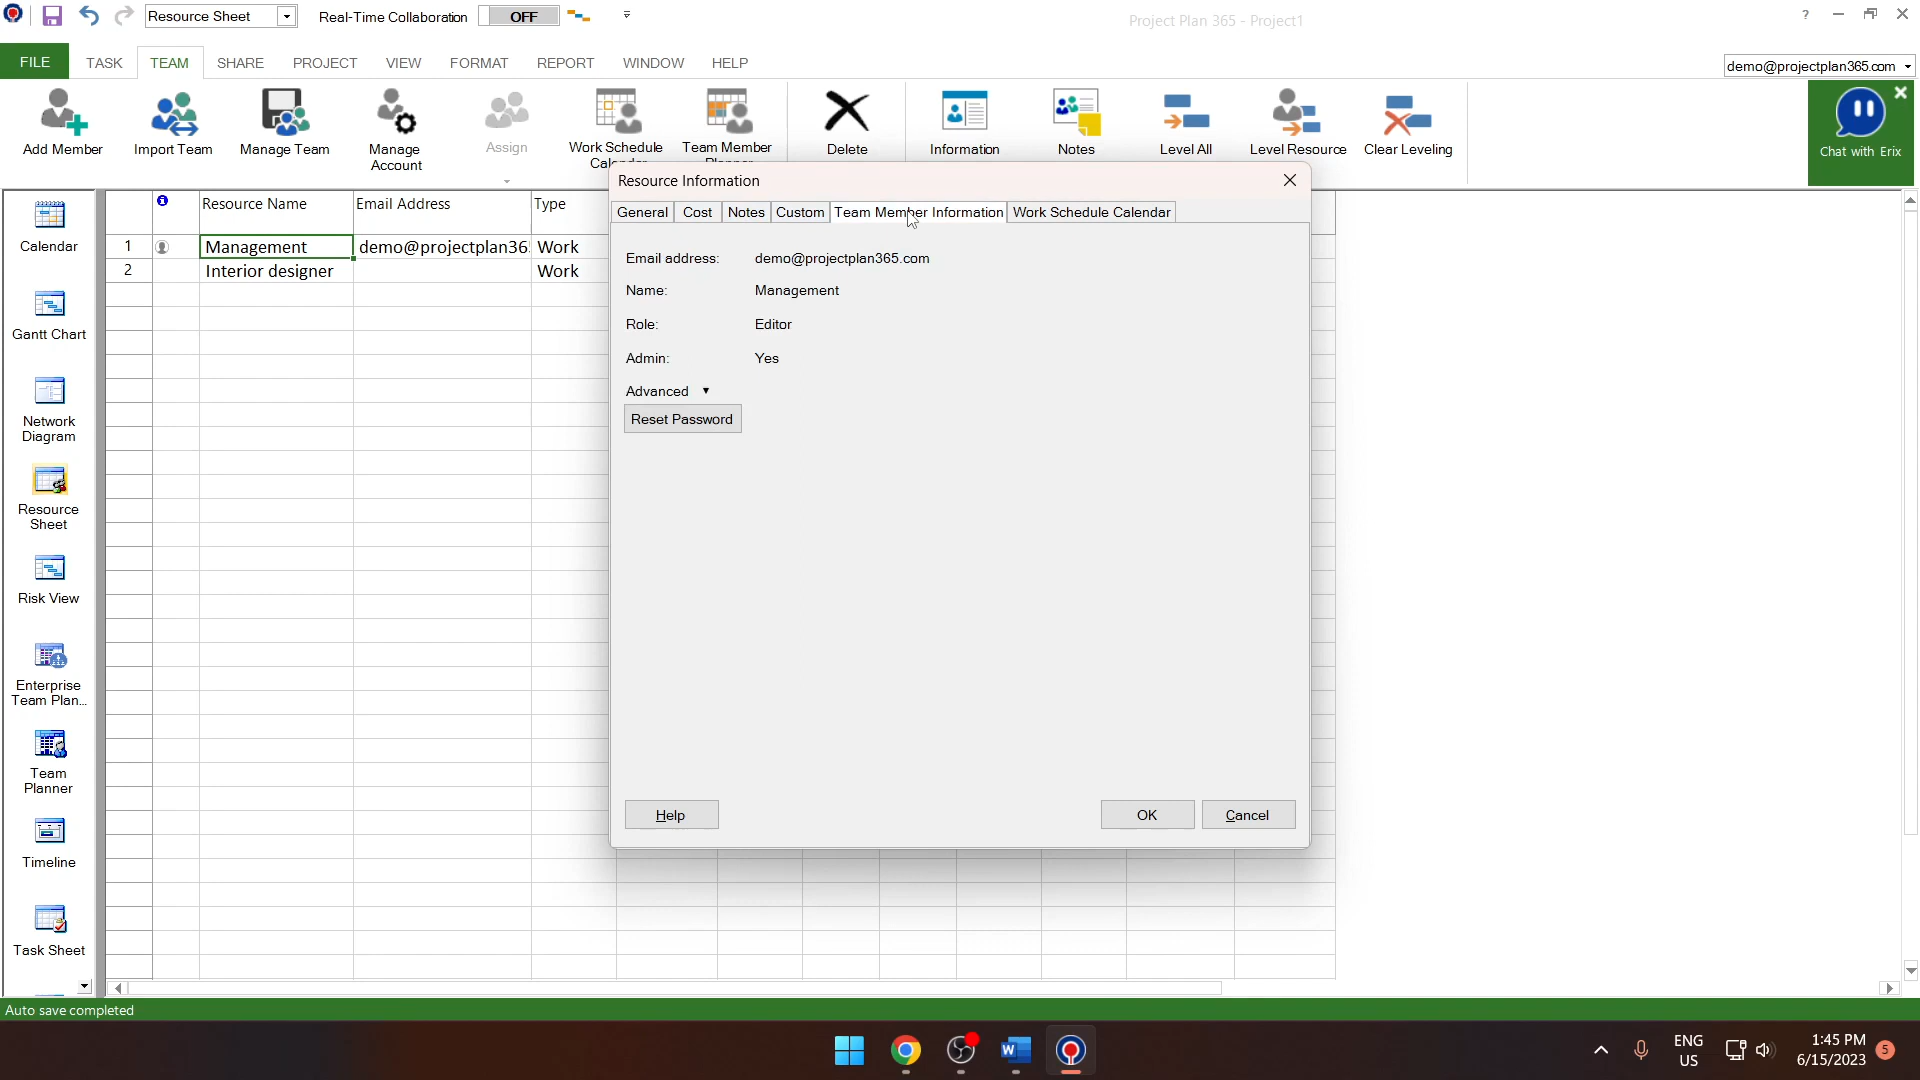 Resource Sheet
Real-Time Collaboration
OFF
Project Plan 365 - Project1
?
FILE
TASK
TEAM
SHARE
PROJECT
VIEW
FORMAT
REPORT
WINDOW
HELP
demo@projectplan365.com
Add Member
Import Team
Manage Team
Manage
Account
Assign
Work Schedule
Team Member
Delete
Information
Notes
Level All
Level Resource
Clear Leveling
Chat with Erix
Calendar
Gantt Chart
Network
Diagram
Resource
Sheet
Risk View
Enterprise
Team Plan...
Team
Planner
Timeline
Task Sheet
Resource Name
Email Address
Type
1
Management
demo@projectplan36
Work
2
Interior designer
Work
Resource Information
General
Cost
Notes
Custom
Team Member Information
Work Schedule Calendar
Email address:
demo@projectplan365.com
Name:
Management
Role:
Editor
Admin:
Yes
Advanced
Reset Password
Help
OK
Cancel
Auto save completed
ENG
US
1:45 PM
6/15/2023
5